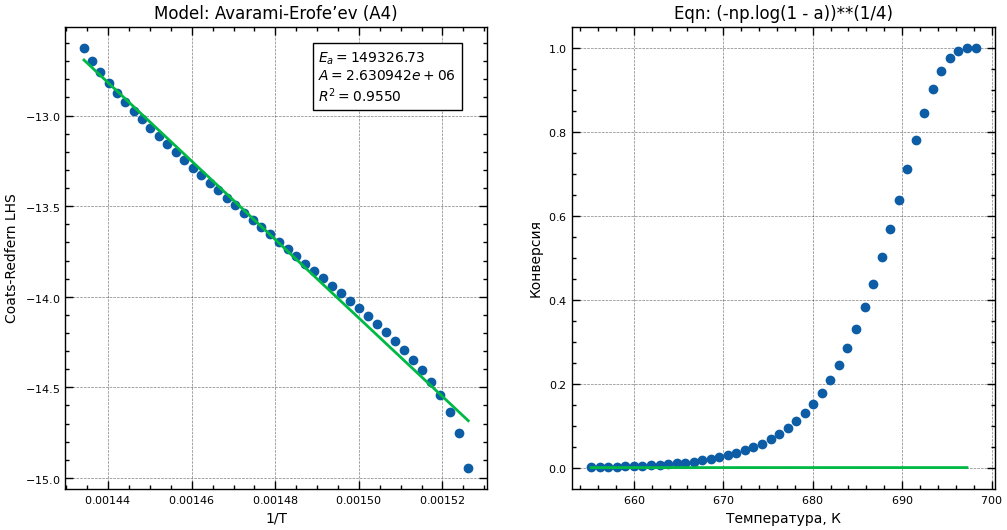 Model: Avarami-Erofe’ev (A4)
Eₐ = 149326.73
A = 2.630942e + 06
R² = 0.9550
−13.0
−13.5
−14.0
−14.5
−15.0
Coats-Redfern LHS
0.00144
0.00146
0.00148
0.00150
0.00152
1/T
Eqn: (-np.log(1 - a))**(1/4)
1.0
0.8
0.6
0.4
0.2
0.0
Конверсия
660
670
680
690
700
Температура, К